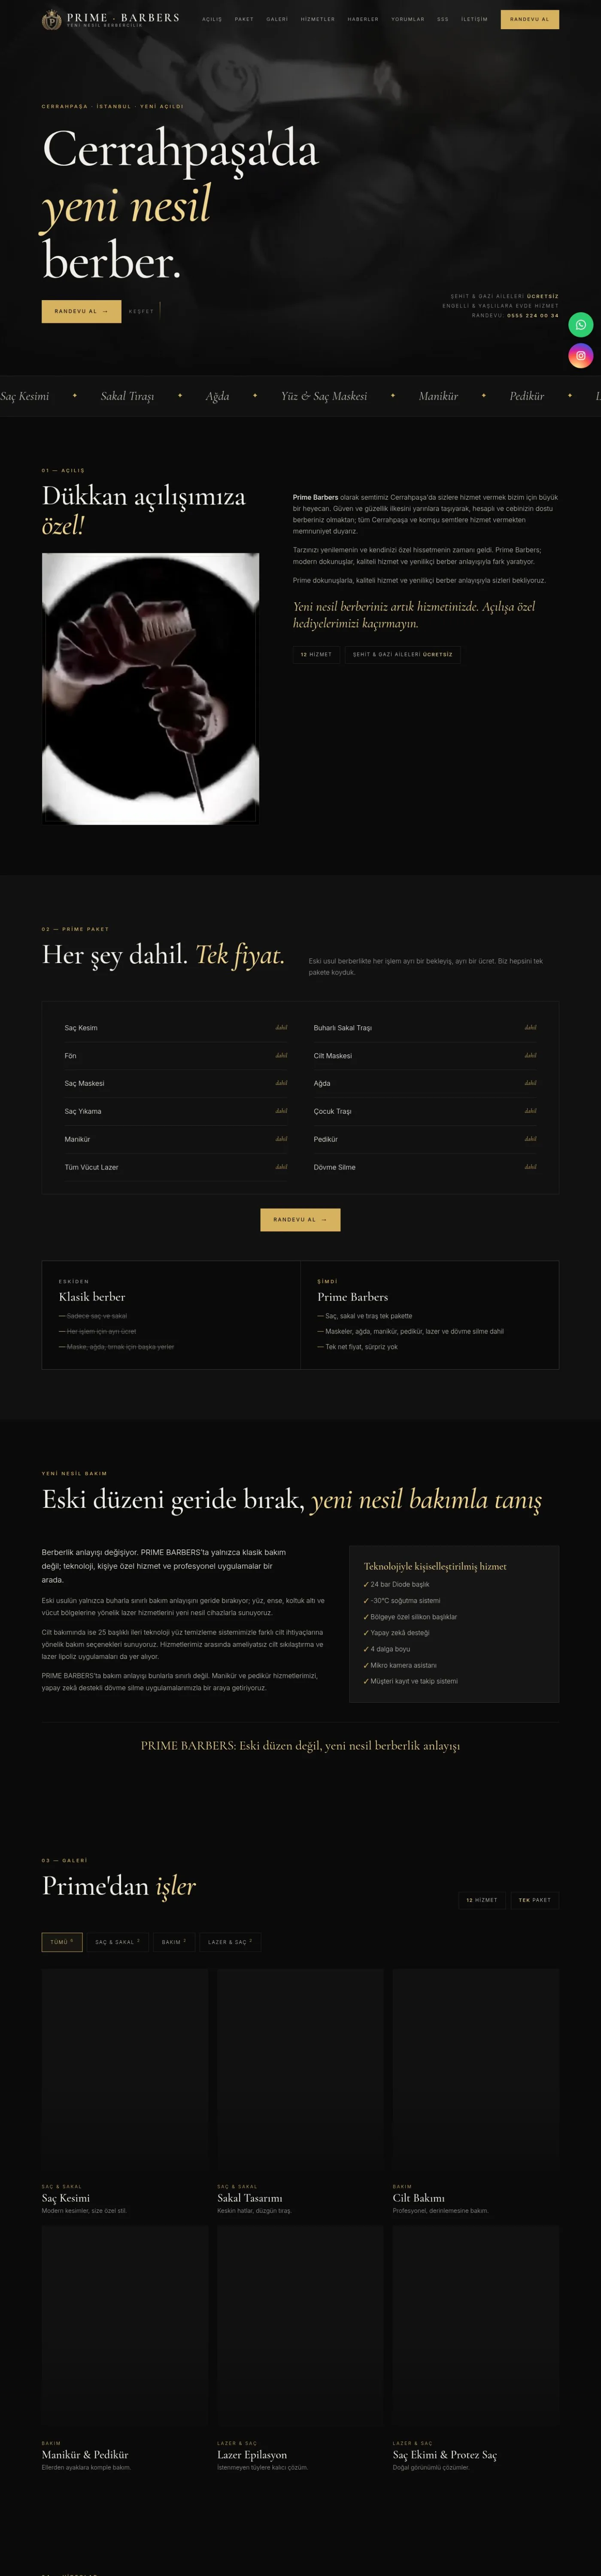 PRIME · BARBERS
YENİ NESİL BERBERCİLİK
AÇILIŞ
PAKET
GALERİ
HİZMETLER
HABERLER
YORUMLAR
SSS
İLETİŞİM
RANDEVU AL
CERRAHPAŞA · İSTANBUL · YENİ AÇILDI
Cerrahpaşa'da
yeni nesil
berber.
RANDEVU AL →
KEŞFET
ŞEHİT & GAZİ AİLELERİ ÜCRETSİZ
ENGELLİ & YAŞLILARA EVDE HİZMET
RANDEVU: 0555 224 00 34
Saç Kesimi ✦ Sakal Tıraşı ✦ Ağda ✦ Yüz & Saç Maskesi ✦ Manikür ✦ Pedikür ✦
01 — AÇILIŞ
Dükkan açılışımıza
özel!
Prime Barbers olarak semtimiz Cerrahpaşa'da sizlere hizmet vermek bizim için büyük
bir heyecan. Güven ve güzellik ilkesini yarınlara taşıyarak, hesaplı ve cebinizin dostu
berberiniz olmaktan; tüm Cerrahpaşa ve komşu semtlere hizmet vermekten
memnuniyet duyarız.
Tarzınızı yenilemenin ve kendinizi özel hissetmenin zamanı geldi. Prime Barbers;
modern dokunuşlar, kaliteli hizmet ve yenilikçi berber anlayışıyla fark yaratıyor.
Prime dokunuşlarla, kaliteli hizmet ve yenilikçi berber anlayışıyla sizleri bekliyoruz.
Yeni nesil berberiniz artık hizmetinizde. Açılışa özel
hediyelerimizi kaçırmayın.
12 HİZMET
ŞEHİT & GAZİ AİLELERİ ÜCRETSİZ
02 — PRİME PAKET
Her şey dahil. Tek fiyat.
Eski usul berberlikte her işlem ayrı bir bekleyiş, ayrı bir ücret. Biz hepsini tek
pakete koyduk.
Saç Kesim dahil
Buharlı Sakal Traşı dahil
Fön dahil
Cilt Maskesi dahil
Saç Maskesi dahil
Ağda dahil
Saç Yıkama dahil
Çocuk Traşı dahil
Manikür dahil
Pedikür dahil
Tüm Vücut Lazer dahil
Dövme Silme dahil
RANDEVU AL →
ESKİDEN
Klasik berber
— Sadece saç ve sakal
— Her işlem için ayrı ücret
— Maske, ağda, tırnak için başka yerler
ŞİMDİ
Prime Barbers
— Saç, sakal ve tıraş tek pakette
— Maskeler, ağda, manikür, pedikür, lazer ve dövme silme dahil
— Tek net fiyat, sürpriz yok
YENİ NESİL BAKIM
Eski düzeni geride bırak, yeni nesil bakımla tanış
Berberlik anlayışı değişiyor. PRIME BARBERS'ta yalnızca klasik bakım
değil; teknoloji, kişiye özel hizmet ve profesyonel uygulamalar bir
arada.
Eski usulün yalnızca saç ve sakal bakım anlayışını geride bırakıyor; yüz, ense, koltuk altı ve
vücut bölgelerine yönelik lazer hizmetlerini yeni nesil cihazlarla sunuyoruz.
Cilt bakımında ise 25 başlıklı ileri teknoloji yüz temizleme sistemimizle farklı cilt ihtiyaçlarına
yönelik bakım seçenekleri sunuyoruz. Hizmetlerimiz arasında ameliyatsız cilt sıkılaştırma ve
lazer lipoliz uygulamaları da yer alıyor.
PRIME BARBERS'ta bakım anlayışı bunlarla sınırlı değil. Manikür ve pedikür hizmetlerimizi,
yapay zekâ destekli dövme silme uygulamalarımızla bir araya getiriyoruz.
Teknolojiyle kişiselleştirilmiş hizmet
✓ 24 bar Diode başlık
✓ -30°C soğutma sistemi
✓ Bölgeye özel silikon başlıklar
✓ Yapay zekâ desteği
✓ 4 dalga boyu
✓ Mikro kamera asistanı
✓ Müşteri kayıt ve takip sistemi
PRIME BARBERS: Eski düzen değil, yeni nesil berberlik anlayışı
03 — GALERİ
Prime'dan işler
12 HİZMET
TEK PAKET
TÜMÜ 6
SAÇ & SAKAL 2
BAKIM 2
LAZER & SAÇ 2
SAÇ & SAKAL
Saç Kesimi
Modern kesimler, size özel stil.
SAÇ & SAKAL
Sakal Tasarımı
Keskin hatlar, düzgün tıraş.
BAKIM
Cilt Bakımı
Profesyonel, derinlemesine bakım.
BAKIM
Manikür & Pedikür
Ellerden ayaklara komple bakım.
LAZER & SAÇ
Lazer Epilasyon
İstenmeyen tüylere kalıcı çözüm.
LAZER & SAÇ
Saç Ekimi & Protez Saç
Doğal görünümlü çözümler.